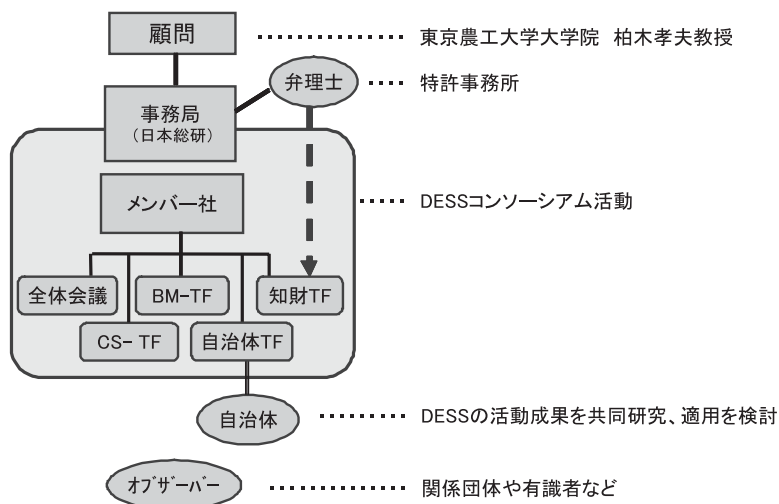 顧問
東京農工大学大学院 柏木孝夫教授
弁理士
特許事務所
事務局
(日本総研)
メンバー社
DESSコンソーシアム活動
全体会議
BM-TF
知財TF
CS- TF
自治体TF
自治体
DESSの活動成果を共同研究、適用を検討
オブザーバー
関係団体や有識者など